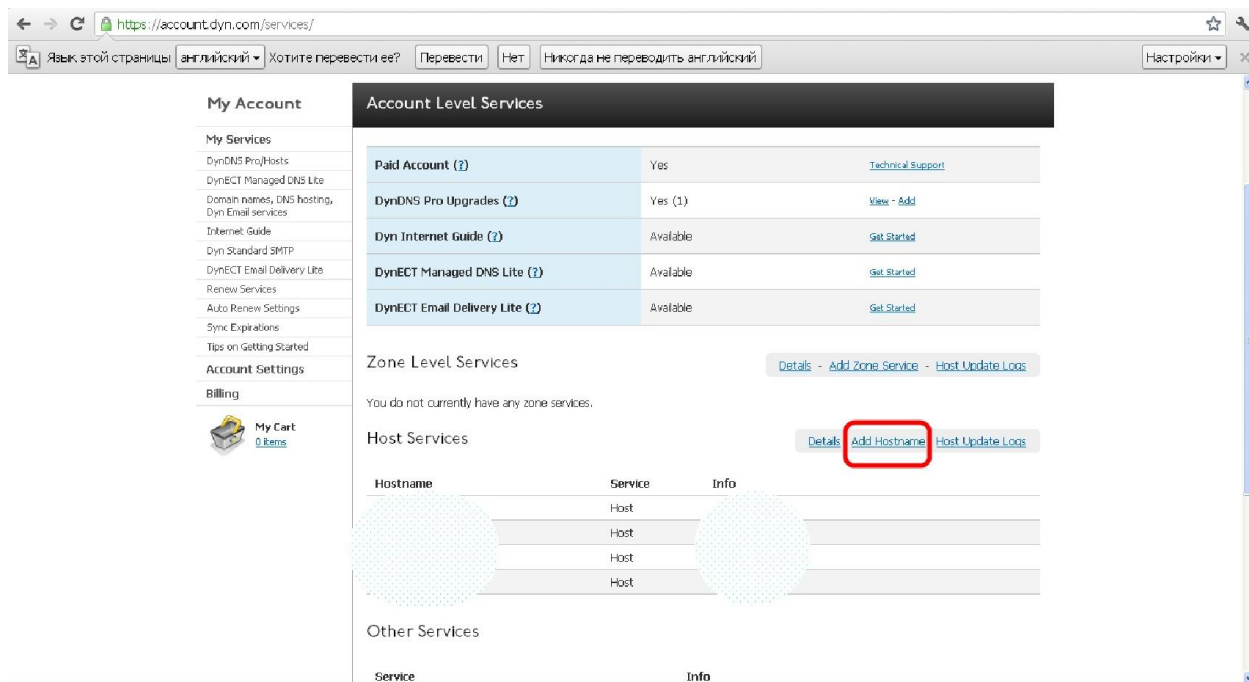 https://account.dyn.com/services/
Язык этой страницы английский Хотите перевести ее? Перевести Нет Никогда не переводить английский Настройки
My Account
My Services
DynDNS Pro/Hosts
DynECT Managed DNS Lite
Domain names, DNS hosting,
Dyn Email services
Internet Guide
Dyn Standard SMTP
DynECT Email Delivery Lite
Renew Services
Auto Renew Settings
Sync Expirations
Tips on Getting Started
Account Settings
Billing
My Cart
0 items
Account Level Services
Paid Account (?) Yes Technical Support
DynDNS Pro Upgrades (?) Yes (1) View - Add
Dyn Internet Guide (?) Available Get Started
DynECT Managed DNS Lite (?) Available Get Started
DynECT Email Delivery Lite (?) Available Get Started
Zone Level Services Details - Add Zone Service - Host Update Logs
You do not currently have any zone services.
Host Services Details Add Hostname Host Update Logs
Hostname Service Info
Host
Host
Host
Host
Other Services
Service Info